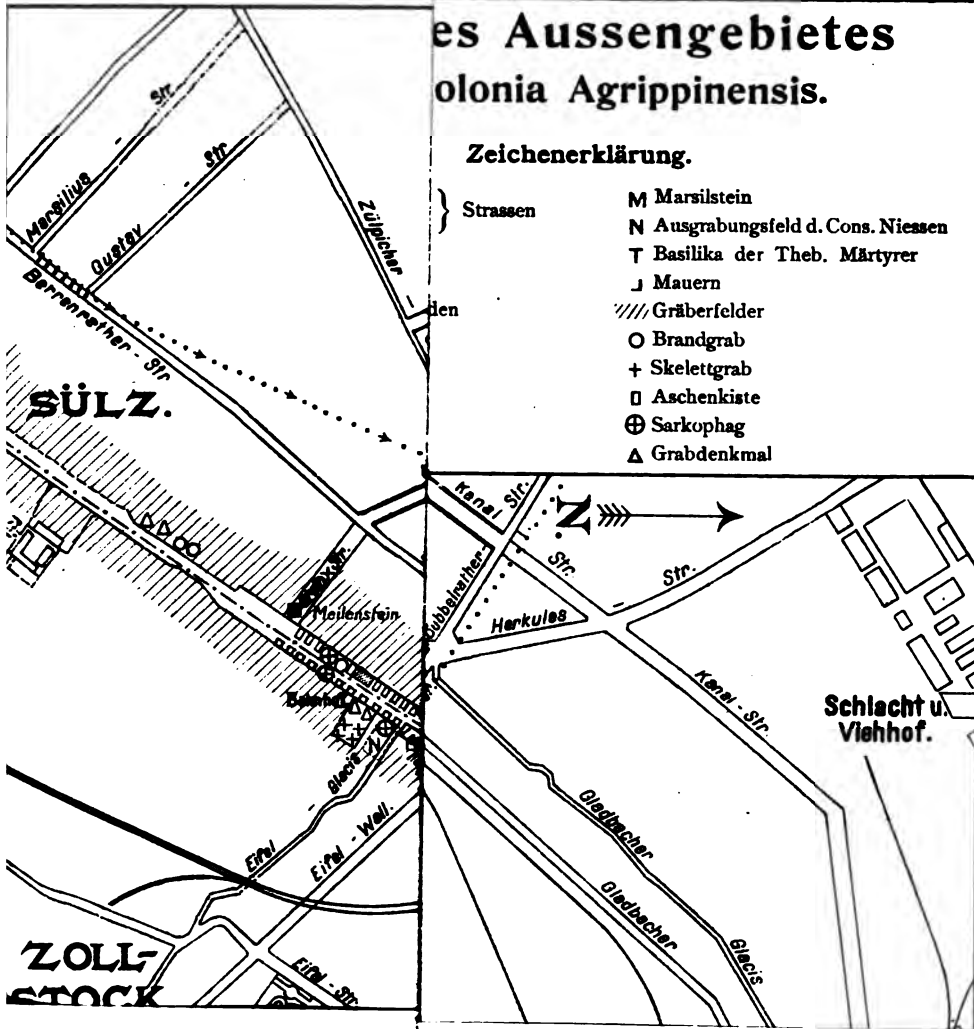 es Aussengebietes
olonia Agrippinensis.
Zeichenerklärung.
} Strassen
den
M Marsilstein
N Ausgrabungsfeld d. Cons. Niessen
T Basilika der Theb. Märtyrer
Mauern
Gräberfelder
Brandgrab
+ Skelettgrab
Aschenkiste
Sarkophag
Grabdenkmal
Marsilius - Str.
Gustav - Str
Zülpicher -
Berrenrather - Str
SÜLZ.
Str.
Meilenstein
N
Eifel - Glacis
Eifel - Wall.
Eifel - Str.
ZOLL-
STOCK
Kanal - Str.
Subbelrather - Str.
N
Herkules - Str.
Kanal - Str.
Schlacht u.
Viehhof.
Gladbacher
Glacis
Gladbacher